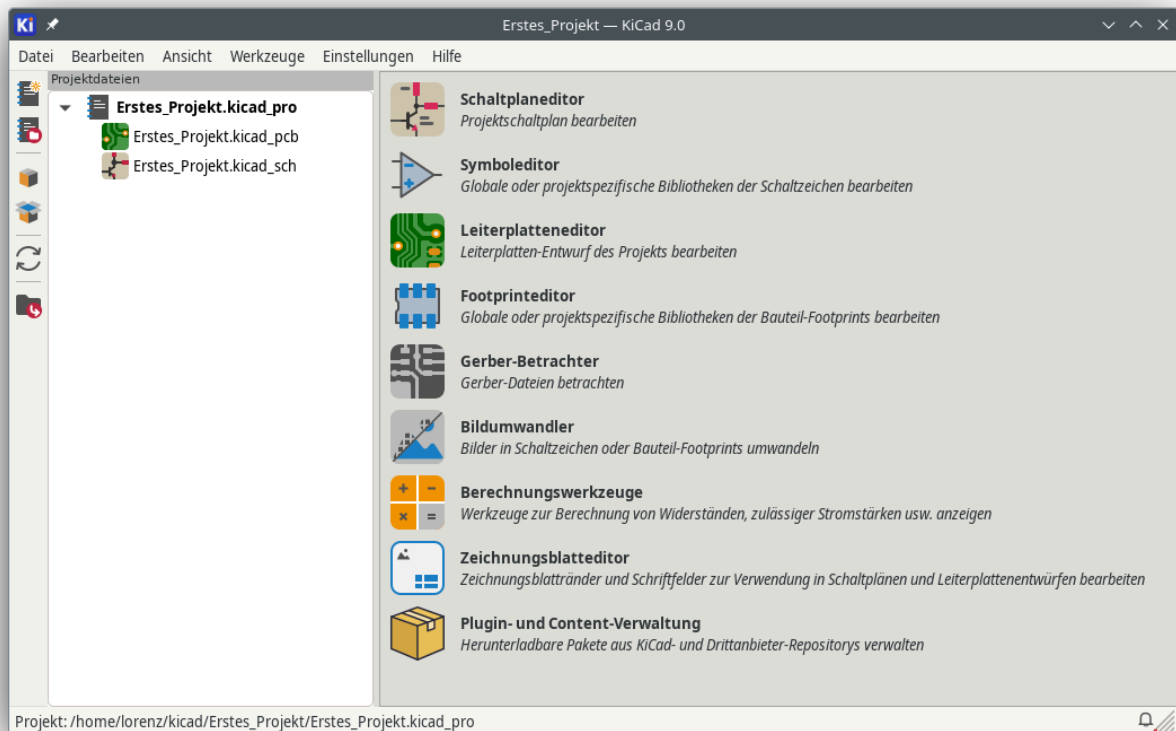 Ki
Erstes_Projekt — KiCad 9.0
Datei Bearbeiten Ansicht Werkzeuge Einstellungen Hilfe
Projektdateien
Erstes_Projekt.kicad_pro
Erstes_Projekt.kicad_pcb
Erstes_Projekt.kicad_sch
Schaltplaneditor
Projektschaltplan bearbeiten
Symboleditor
Globale oder projektspezifische Bibliotheken der Schaltzeichen bearbeiten
Leiterplatteneditor
Leiterplatten-Entwurf des Projekts bearbeiten
Footprinteditor
Globale oder projektspezifische Bibliotheken der Bauteil-Footprints bearbeiten
Gerber-Betrachter
Gerber-Dateien betrachten
Bildumwandler
Bilder in Schaltzeichen oder Bauteil-Footprints umwandeln
Berechnungswerkzeuge
Werkzeuge zur Berechnung von Widerständen, zulässiger Stromstärken usw. anzeigen
Zeichnungsblatteditor
Zeichnungsblattränder und Schriftfelder zur Verwendung in Schaltplänen und Leiterplattenentwürfen bearbeiten
Plugin- und Content-Verwaltung
Herunterladbare Pakete aus KiCad- und Drittanbieter-Repositorys verwalten
Projekt: /home/lorenz/kicad/Erstes_Projekt/Erstes_Projekt.kicad_pro